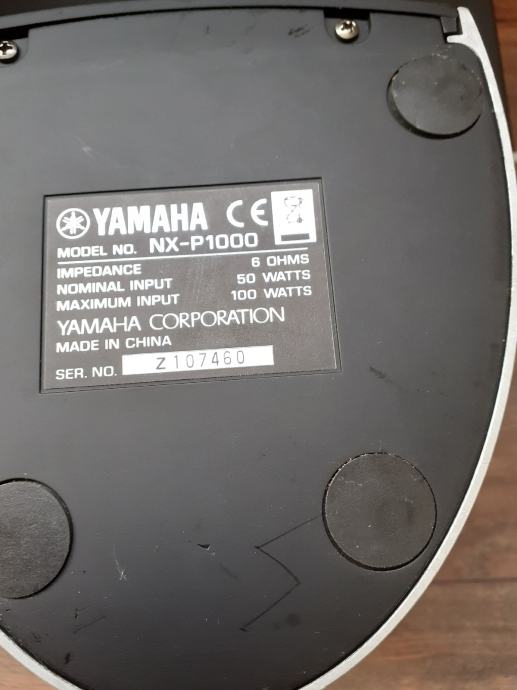 YAMAHA CE
MODEL NO. NX-P1000
IMPEDANCE 6 OHMS
NOMINAL INPUT 50 WATTS
MAXIMUM INPUT 100 WATTS
YAMAHA CORPORATION
MADE IN CHINA
SER. NO. Z107460